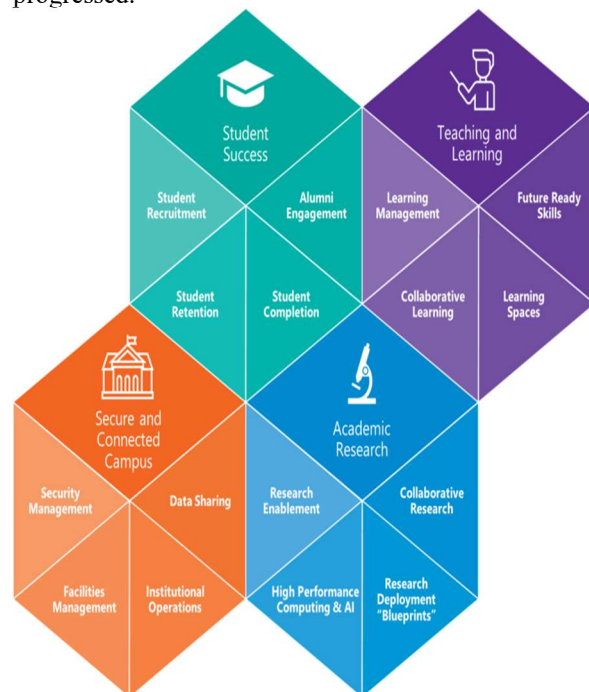 progressed.
Student
Success
Student
Recruitment
Alumni
Engagement
Student
Retention
Student
Completion
Teaching and
Learning
Learning
Management
Future Ready
Skills
Collaborative
Learning
Learning
Spaces
Secure and
Connected
Campus
Security
Management
Data Sharing
Facilities
Management
Institutional
Operations
Academic
Research
Research
Enablement
Collaborative
Research
High Performance
Computing & AI
Research
Deployment
"Blueprints"